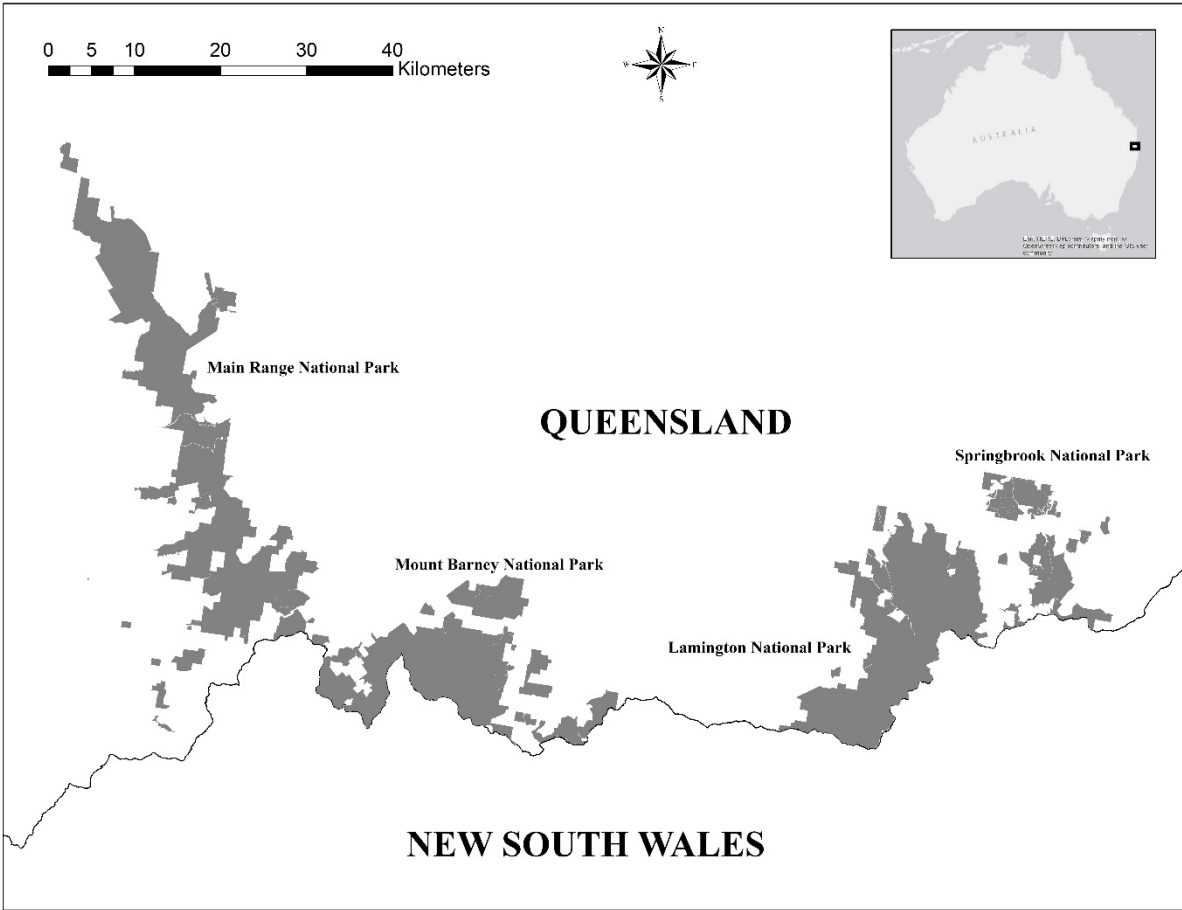 0 5 10 20 30 40
Kilometers
N
W E
S
AUSTRALIA
Main Range National Park
QUEENSLAND
Springbrook National Park
Mount Barney National Park
Lamington National Park
NEW SOUTH WALES